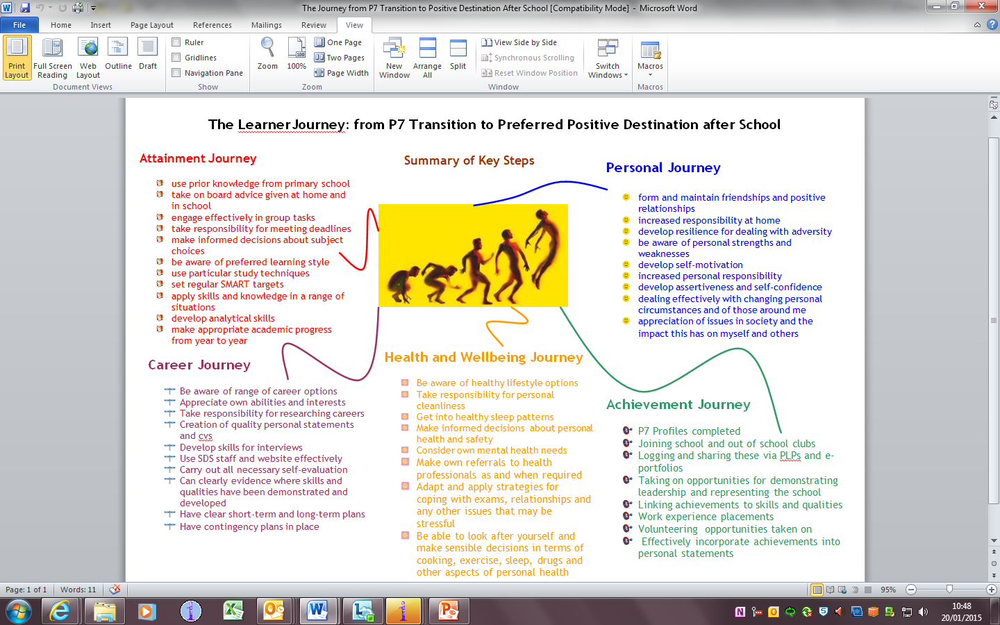 The Journey from P7 Transition to Positive Destination After School [Compatibility Mode] - Microsoft Word
File Home Insert Page Layout References Mailings Review View
Print Layout
Full Screen Reading
Web Layout
Outline
Draft
Document Views
Ruler
Gridlines
Navigation Pane
Show
Zoom
100%
One Page
Two Pages
Page Width
Zoom
New Window
Arrange All
Split
View Side by Side
Synchronous Scrolling
Reset Window Position
Switch Windows
Window
Macros
Macros
The Learner Journey: from P7 Transition to Preferred Positive Destination after School
Attainment Journey
use prior knowledge from primary school
take on board advice given at home and
in school
engage effectively in group tasks
take responsibility for meeting deadlines
make informed decisions about subject
choices
be aware of preferred learning style
use particular study techniques
set regular SMART targets
apply skills and knowledge in a range of
situations
develop analytical skills
make appropriate academic progress
from year to year
Summary of Key Steps
Personal Journey
form and maintain friendships and positive
relationships
increased responsibility at home
develop resilience for dealing with adversity
be aware of personal strengths and
weaknesses
develop self-motivation
increased personal responsibility
develop assertiveness and self-confidence
dealing effectively with changing personal
circumstances and of those around me
appreciation of issues in society and the
impact this has on myself and others
Career Journey
Be aware of range of career options
Appreciate own abilities and interests
Take responsibility for researching careers
Creation of quality personal statements
and cvs
Develop skills for interviews
Use SDS staff and website effectively
Carry out all necessary self-evaluation
Can clearly evidence where skills and
qualities have been demonstrated and
developed
Have clear short-term and long-term plans
Have contingency plans in place
Health and Wellbeing Journey
Be aware of healthy lifestyle options
Take responsibility for personal
cleanliness
Get into healthy sleep patterns
Make informed decisions about personal
health and safety
Consider own mental health needs
Make own referrals to health
professionals as and when required
Adapt and apply strategies for
coping with exams, relationships and
any other issues that may be
stressful
Be able to look after yourself and
make sensible decisions in terms of
cooking, exercise, sleep, drugs and
other aspects of personal health
Achievement Journey
P7 Profiles completed
Joining school and out of school clubs
Logging and sharing these via PLPs and e-
portfolios
Taking on opportunities for demonstrating
leadership and representing the school
Linking achievements to skills and qualities
Work experience placements
Volunteering opportunities taken on
Effectively incorporate achievements into
personal statements
Page: 1 of 1 Words: 11 95%
10:48
20/01/2015